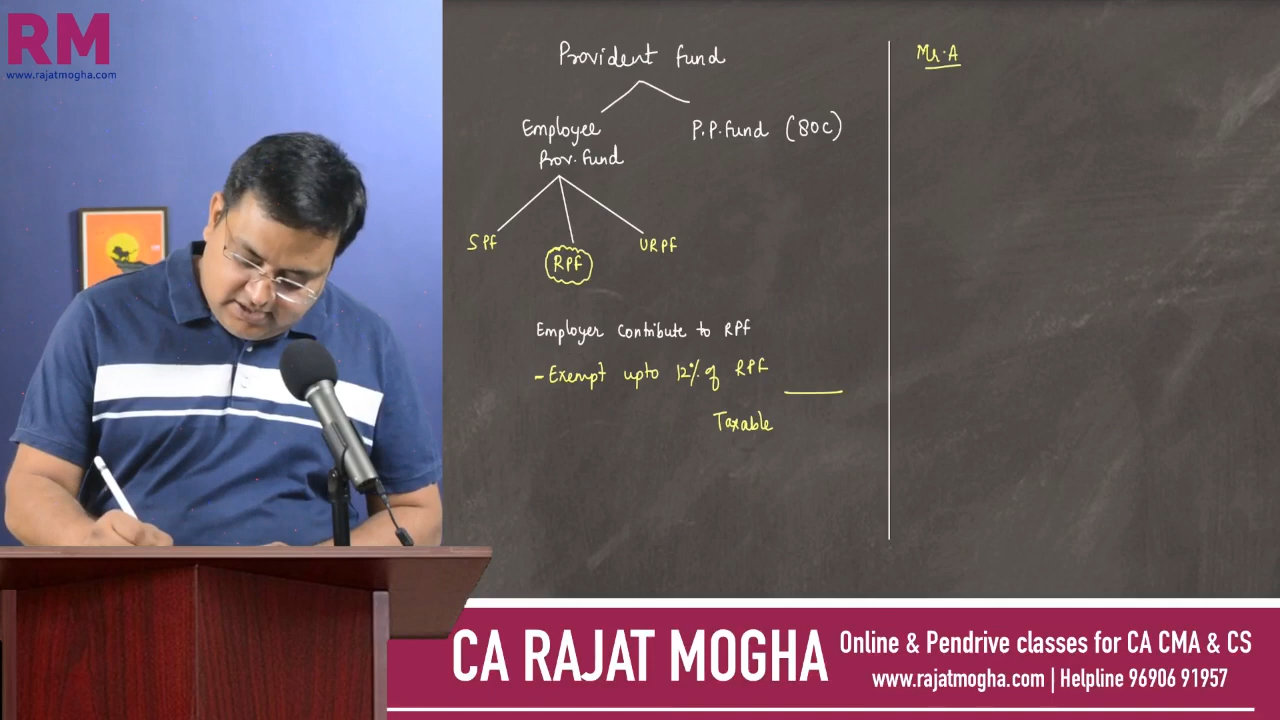 RM
www.rajatmogha.com
Provident Fund
Employee
Prov. Fund
P.P. Fund (80C)
SPF
RPF
URPF
Employer contribute to RPF
- Exempt upto 12% of RPF
Taxable
Mr. A
CA RAJAT MOGHA
Online & Pendrive classes for CA CMA & CS
www.rajatmogha.com | Helpline 96906 91957